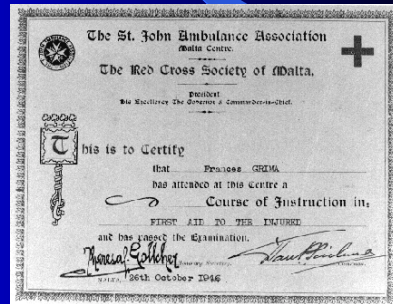 The St. John Ambulance Association
Malta Centre.
The Red Cross Society of Malta.
President
His Excellency The Governor & Commander-in-Chief.
This is to Certify
that Frances GRIMA
has attended at this Centre a
Course of Instruction in:
FIRST AID TO THE INJURED
and has passed the Examination.
Honorary Secretary.
MALTA, 26th October 1946